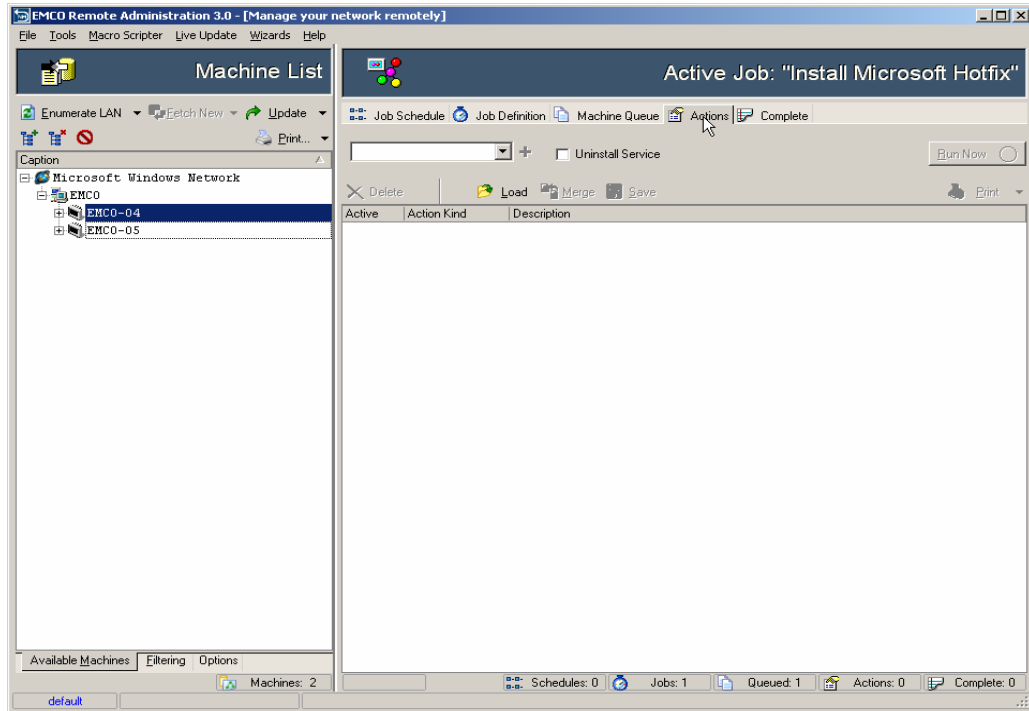 EMCO Remote Administration 3.0 - [Manage your network remotely]
File Tools Macro Scripter Live Update Wizards Help
Machine List
Active Job: "Install Microsoft Hotfix"
Enumerate LAN Fetch New Update
Job Schedule Job Definition Machine Queue Actions Complete
Print...
Uninstall Service
Run Now
Caption
Microsoft Windows Network
EMCO
EMCO-04
EMCO-05
Delete Load Merge Save Print
Active Action Kind Description
Available Machines Filtering Options
Machines: 2
Schedules: 0 Jobs: 1 Queued: 1 Actions: 0 Complete: 0
default